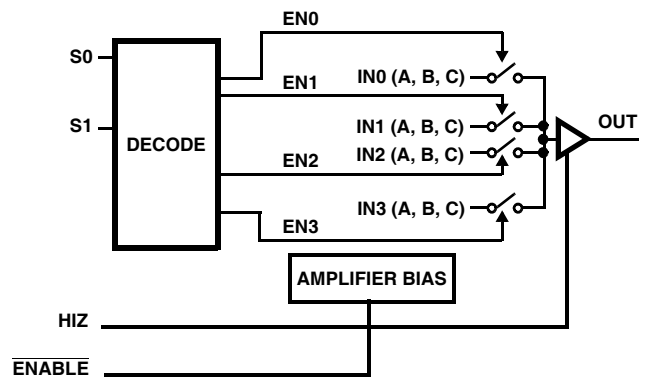 EN0
S0
IN0 (A, B, C)
EN1
S1
IN1 (A, B, C)
OUT
DECODE
IN2 (A, B, C)
EN2
IN3 (A, B, C)
EN3
AMPLIFIER BIAS
HIZ
ENABLE